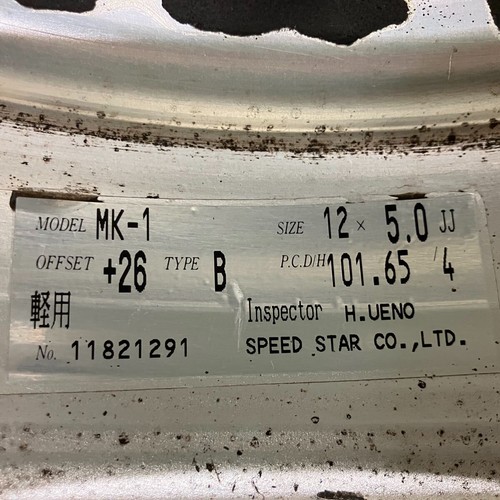 MODEL MK-1 SIZE 12 × 5.0 JJ
OFFSET +26 TYPE B P.C.D/H 101.65 / 4
軽用 Inspector H.UENO
No. 11821291 SPEED STAR CO.,LTD.